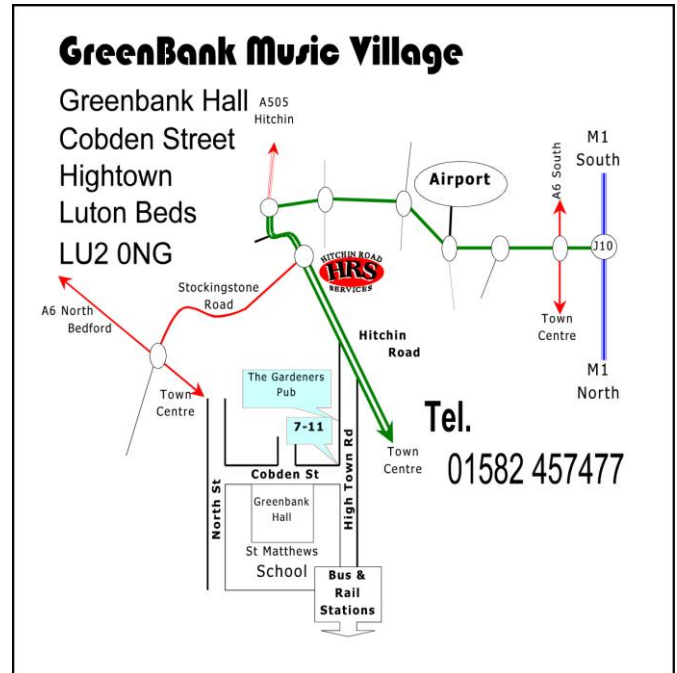 GreenBank Music Village
Greenbank Hall
Cobden Street
Hightown
Luton Beds
LU2 0NG
A505
Hitchin
M1
South
A6 South
Airport
J10
HITCHIN ROAD
HRS
SERVICES
Stockingstone
Road
A6 North
Bedford
Town
Centre
Hitchin
Road
Town
Centre
M1
North
The Gardeners
Pub
7-11
Tel.
01582 457477
Town
Centre
Cobden St
North St
High Town Rd
Greenbank
Hall
St Matthews
School
Bus &
Rail
Stations